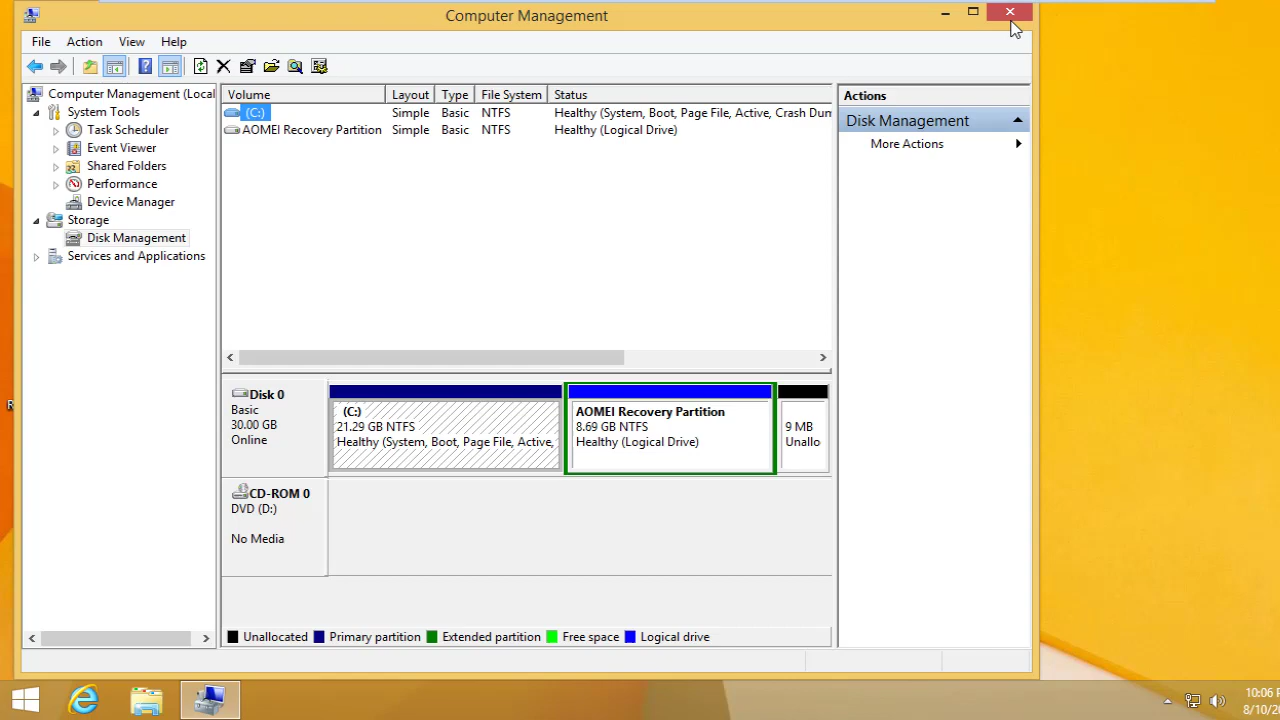 Computer Management
File Action View Help
Computer Management (Local
System Tools
Task Scheduler
Event Viewer
Shared Folders
Performance
Device Manager
Storage
Disk Management
Services and Applications
Volume Layout Type File System Status
(C:) Simple Basic NTFS Healthy (System, Boot, Page File, Active, Crash Dum
AOMEI Recovery Partition Simple Basic NTFS Healthy (Logical Drive)
Actions
Disk Management
More Actions
Disk 0
Basic
30.00 GB
Online
(C:)
21.29 GB NTFS
Healthy (System, Boot, Page File, Active,
AOMEI Recovery Partition
8.69 GB NTFS
Healthy (Logical Drive)
9 MB
Unallo
CD-ROM 0
DVD (D:)
No Media
Unallocated Primary partition Extended partition Free space Logical drive
R
10:06 P
8/10/20